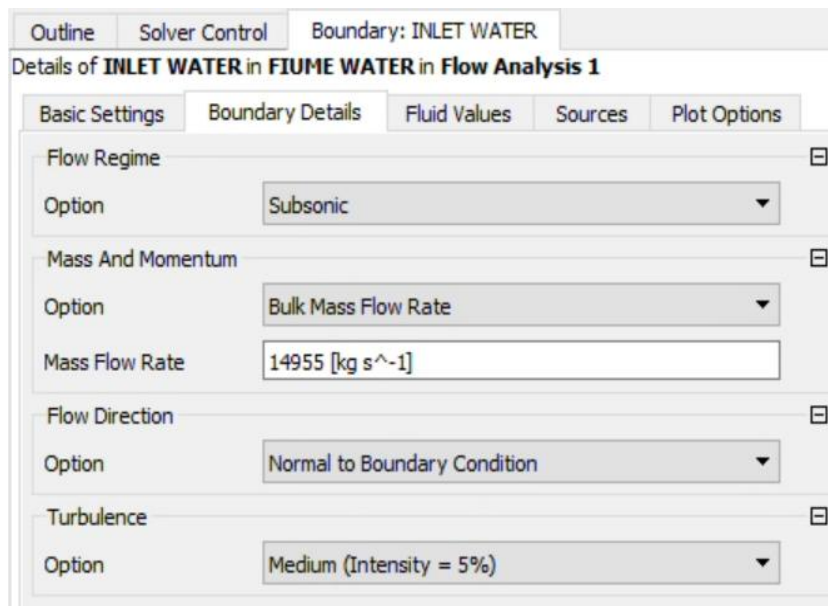 Outline Solver Control Boundary: INLET WATER
Details of INLET WATER in FIUME WATER in Flow Analysis 1
Basic Settings Boundary Details Fluid Values Sources Plot Options
Flow Regime
Option Subsonic
Mass And Momentum
Option Bulk Mass Flow Rate
Mass Flow Rate 14955 [kg s^-1]
Flow Direction
Option Normal to Boundary Condition
Turbulence
Option Medium (Intensity = 5%)